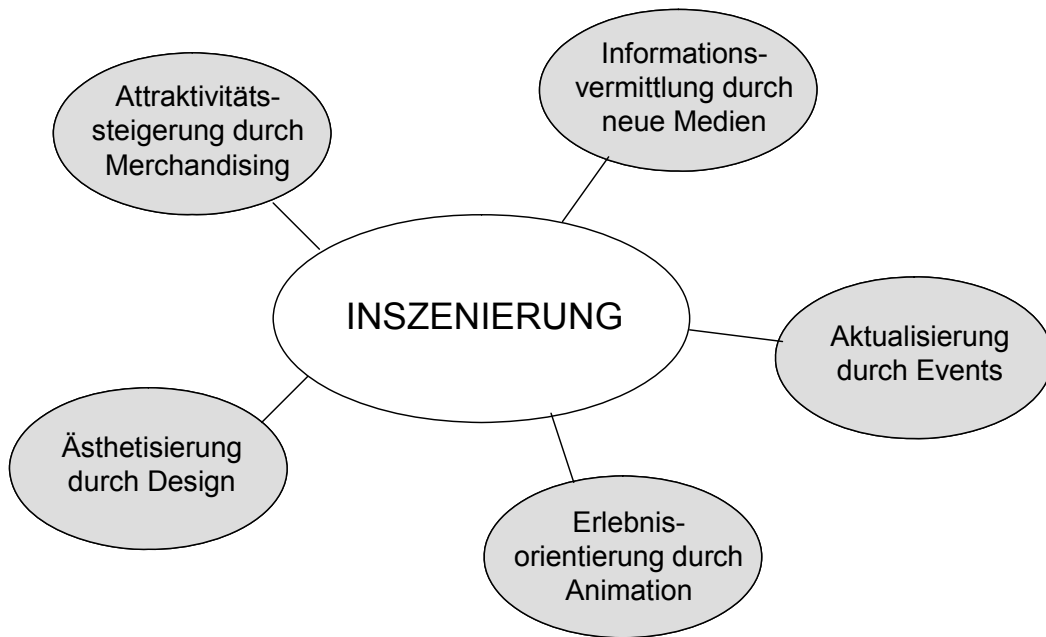 Attraktivitäts-
steigerung durch
Merchandising
Informations-
vermittlung durch
neue Medien
INSZENIERUNG
Aktualisierung
durch Events
Ästhetisierung
durch Design
Erlebnis-
orientierung durch
Animation